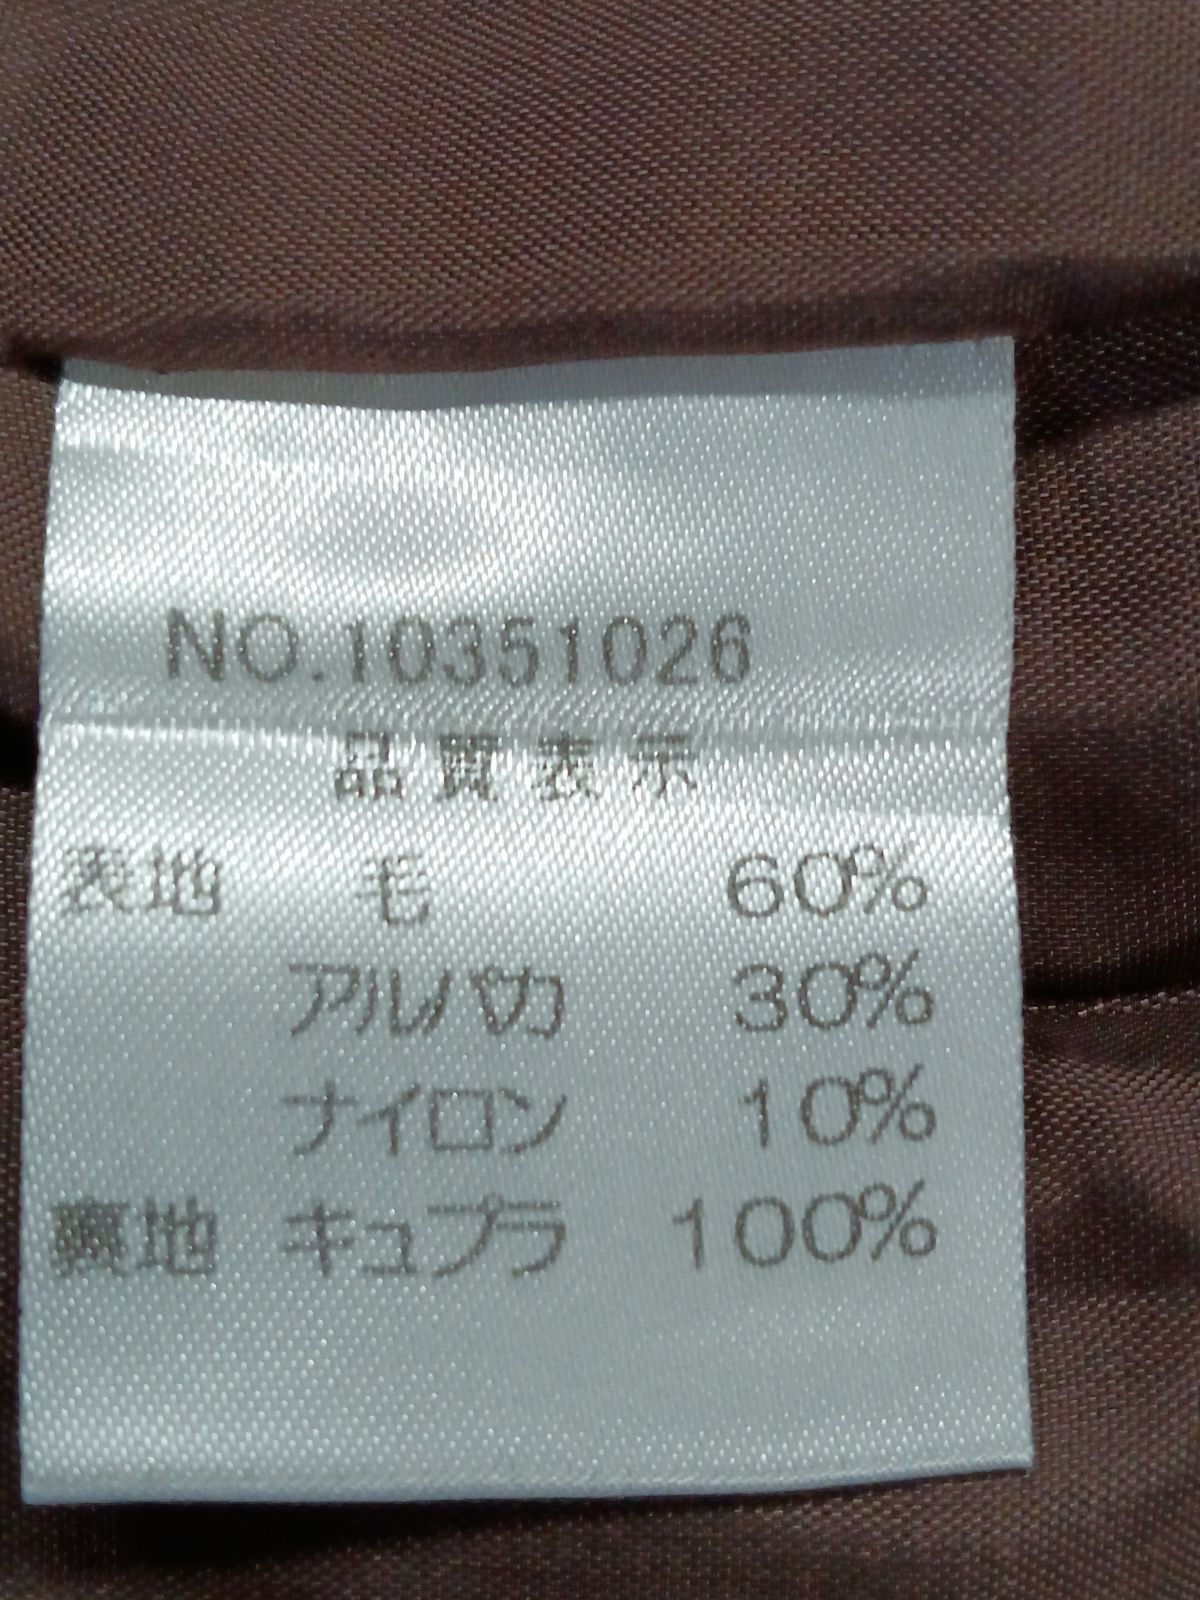 NO.10351026
品質表示
表地 毛 60%
アルパカ 30%
ナイロン 10%
裏地 キュプラ 100%